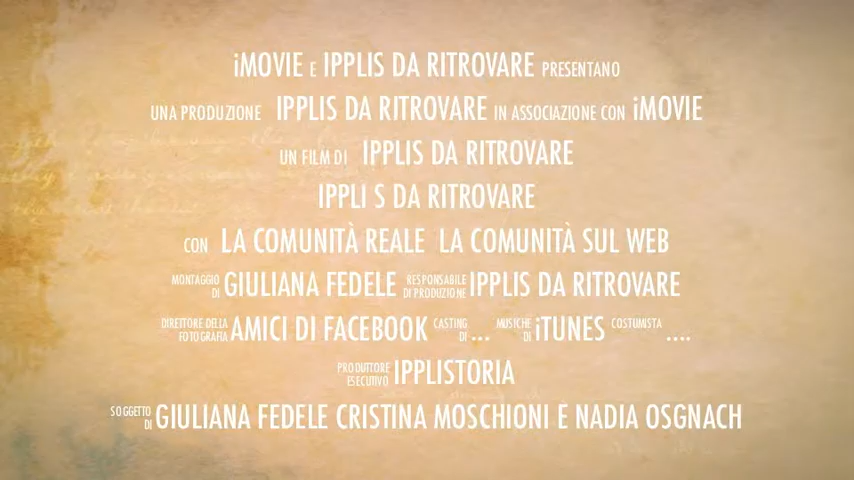 iMOVIE E IPPLIS DA RITROVARE PRESENTANO
UNA PRODUZIONE IPPLIS DA RITROVARE IN ASSOCIAZIONE CON iMOVIE
UN FILM DI IPPLIS DA RITROVARE
IPPLI S DA RITROVARE
CON LA COMUNITÀ REALE LA COMUNITÀ SUL WEB
MONTAGGIO DI GIULIANA FEDELE RESPONSABILE DI PRODUZIONE IPPLIS DA RITROVARE
DIRETTORE DELLA FOTOGRAFIA AMICI DI FACEBOOK CASTING DI ... MUSICHE DI iTUNES COSTUMISTA ....
PRODUTTORE ESECUTIVO IPPLISTORIA
SOGGETTO DI GIULIANA FEDELE CRISTINA MOSCHIONI E NADIA OSGNACH